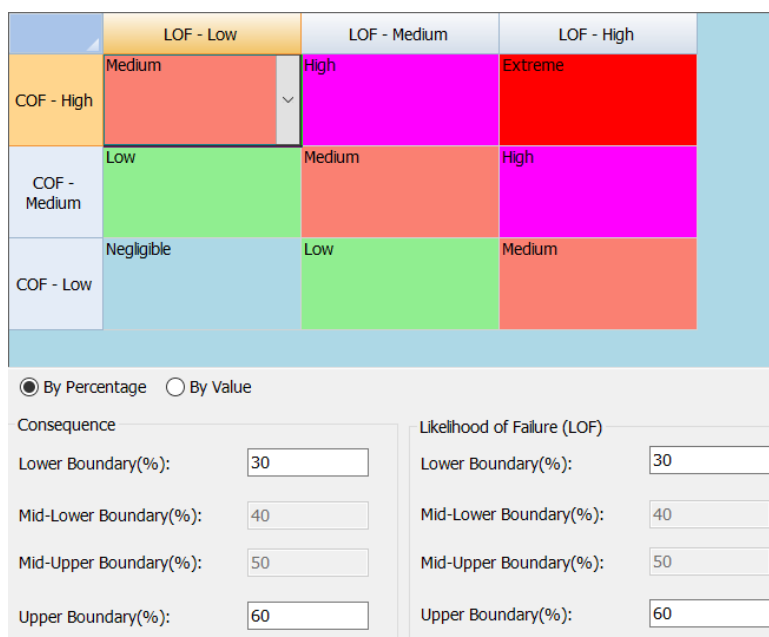 LOF - Low LOF - Medium LOF - High
COF - High Medium High Extreme
COF - Medium Low Medium High
COF - Low Negligible Low Medium
By Percentage By Value
Consequence Likelihood of Failure (LOF)
Lower Boundary(%): 30 Lower Boundary(%): 30
Mid-Lower Boundary(%): 40 Mid-Lower Boundary(%): 40
Mid-Upper Boundary(%): 50 Mid-Upper Boundary(%): 50
Upper Boundary(%): 60 Upper Boundary(%): 60